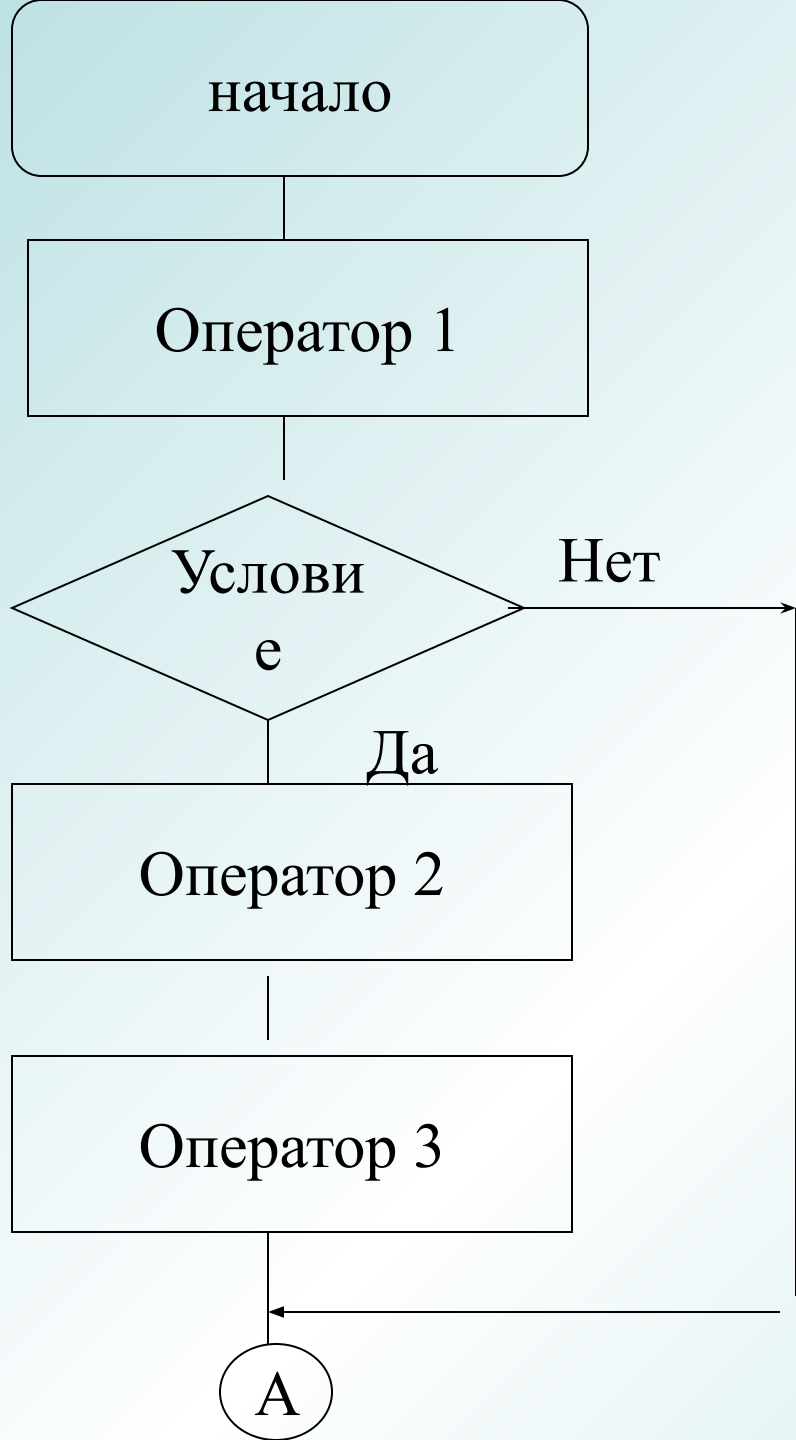 начало
Оператор 1
Услови
е
Нет
Да
Оператор 2
Оператор 3
А